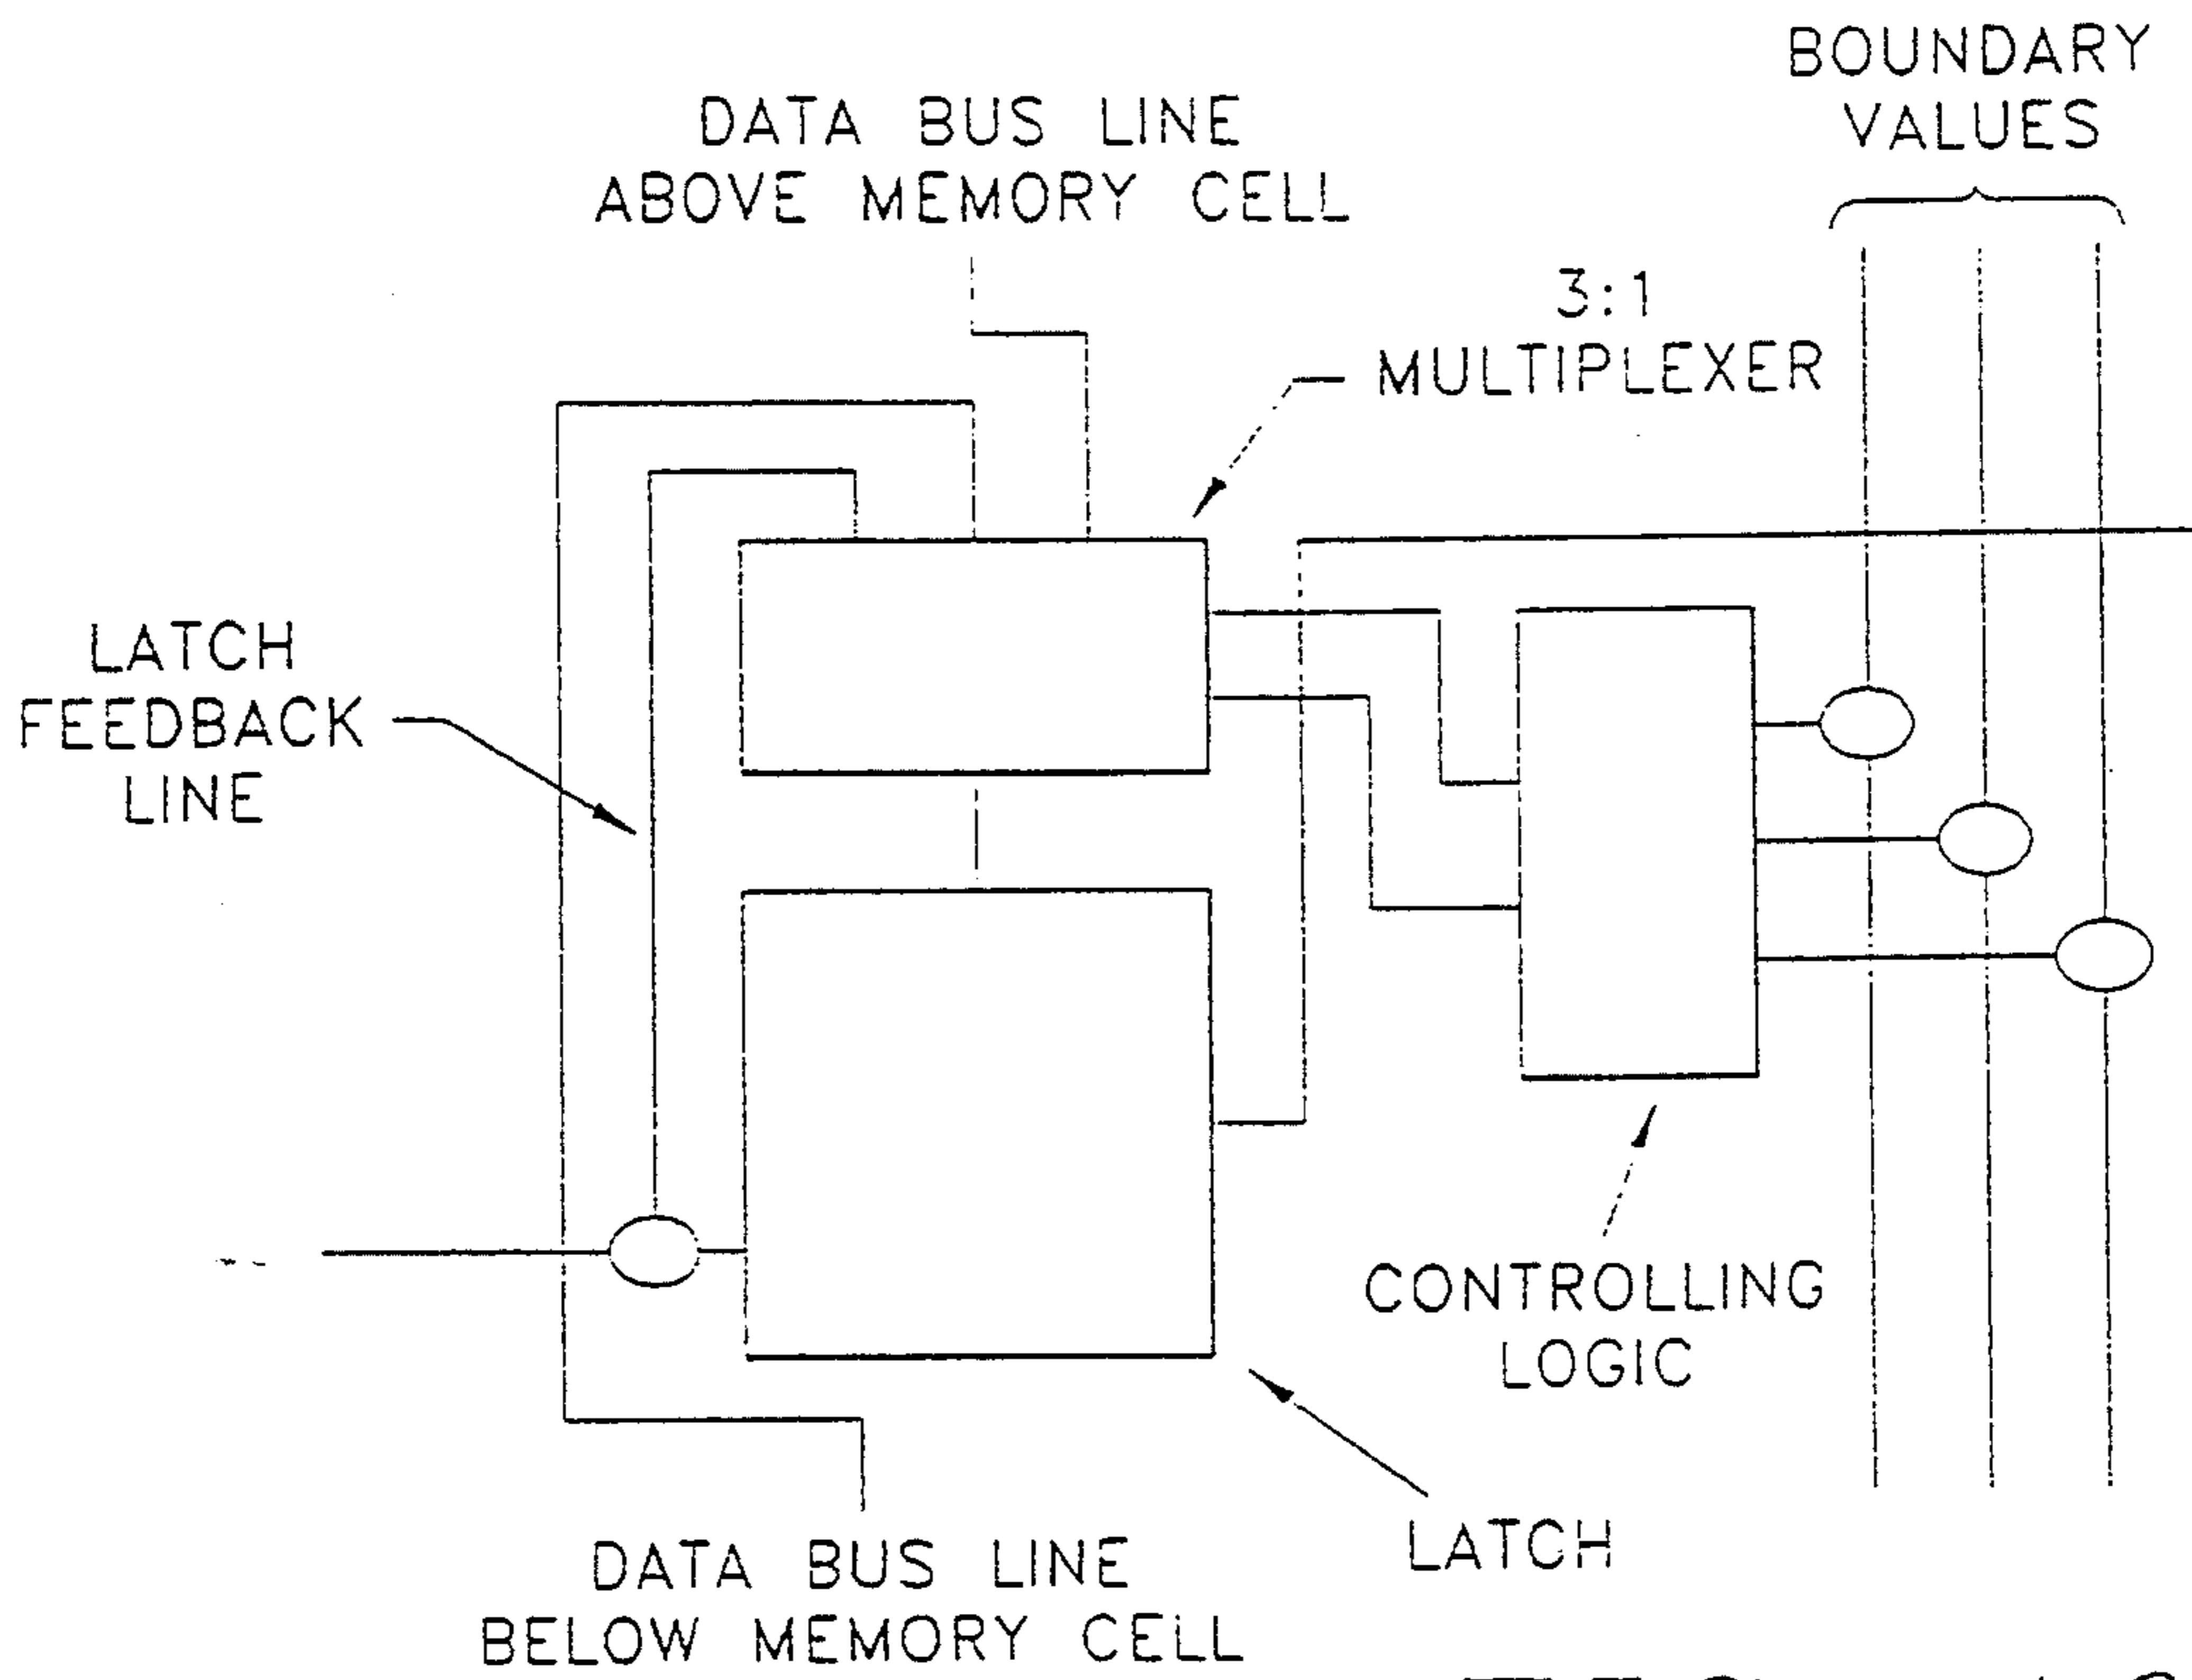 BOUNDARY
VALUES
DATA BUS LINE
ABOVE MEMORY CELL
3:1
MULTIPLEXER
LATCH
FEEDBACK
LINE
CONTROLLING
LOGIC
LATCH
DATA BUS LINE
BELOW MEMORY CELL